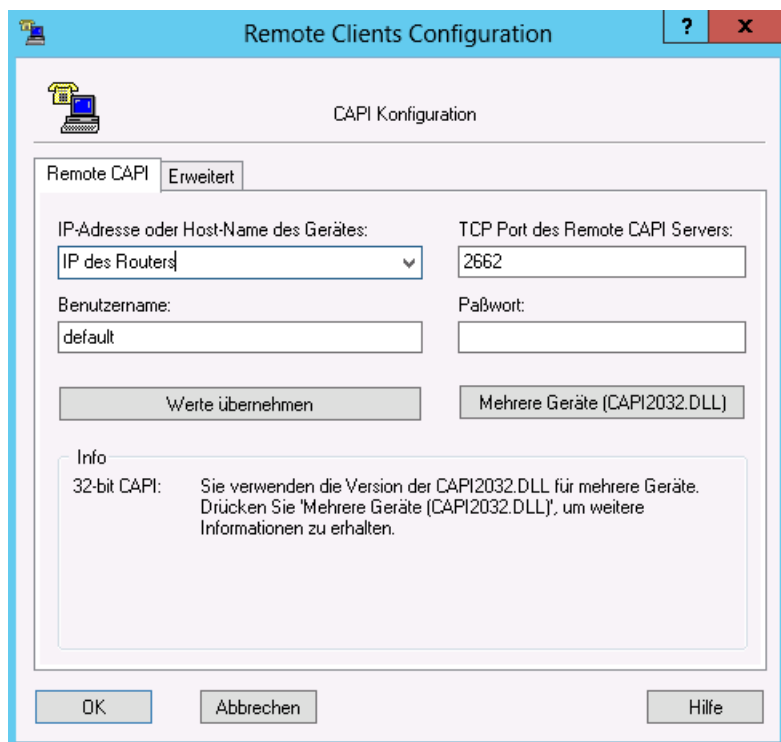 Remote Clients Configuration
?
x
CAPI Konfiguration
Remote CAPI
Erweitert
IP-Adresse oder Host-Name des Gerätes:
TCP Port des Remote CAPI Servers:
IP des Routers
2662
Benutzername:
Paßwort:
default
Werte übernehmen
Mehrere Geräte (CAPI2032.DLL)
Info
32-bit CAPI:
Sie verwenden die Version der CAPI2032.DLL für mehrere Geräte.
Drücken Sie 'Mehrere Geräte (CAPI2032.DLL)', um weitere
Informationen zu erhalten.
OK
Abbrechen
Hilfe